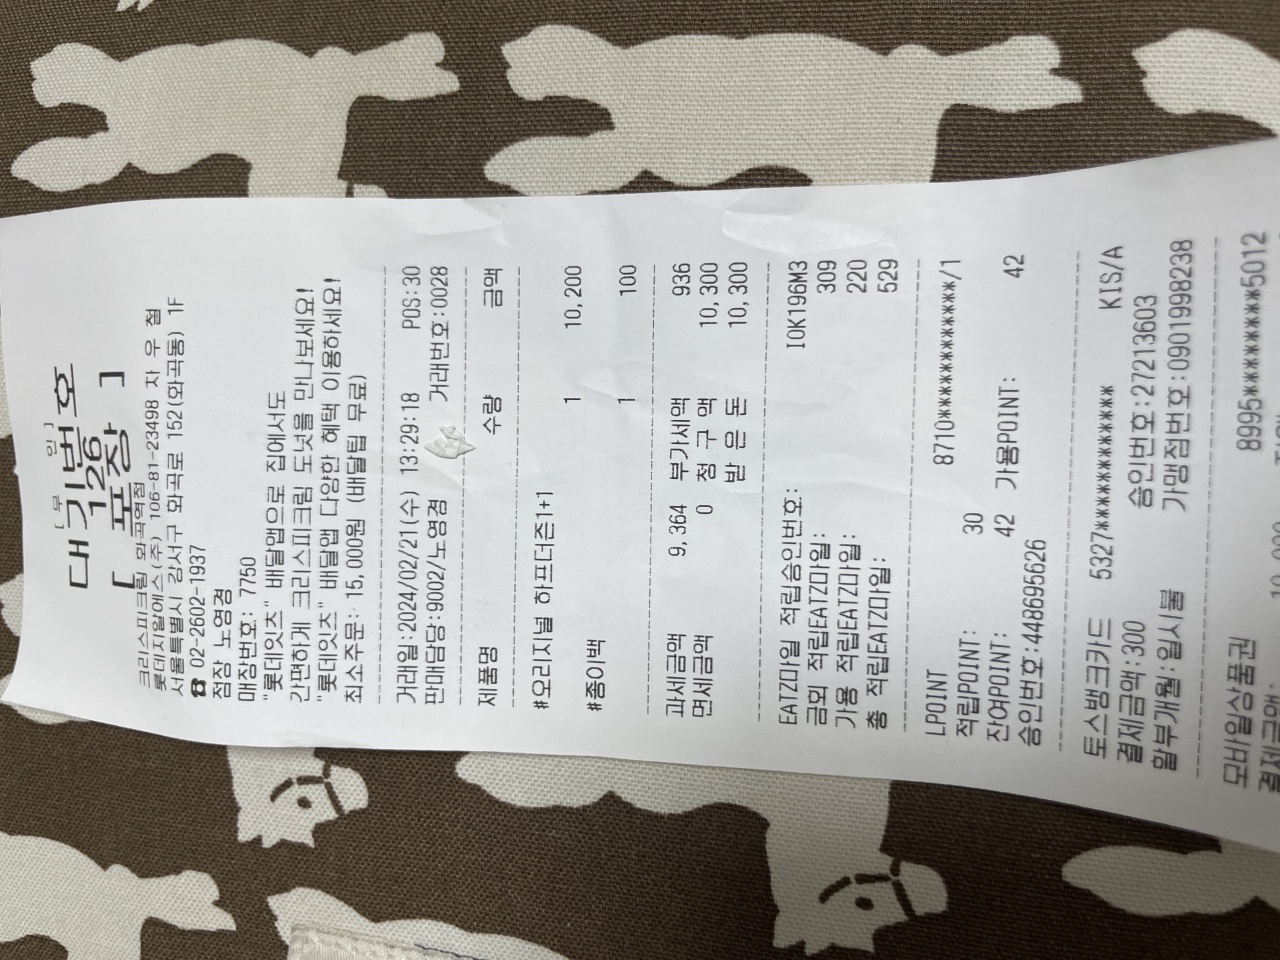 대기번호
126
[ 포장 ]
크리스피크림 화곡역점
롯데지알에스(주) 106-81-23498 차 우 철
서울특별시 강서구 화곡로 152(화곡동) 1F
☎ 02-2602-1937
점장 노영경
매장번호: 7750
"롯데잇츠" 배달앱으로 집에서도
간편하게 크리스피크림 도넛을 만나보세요!
"롯데잇츠" 배달앱 다양한 혜택 이용하세요!
최소주문: 15,000원 (배달팁 무료)
거래일:2024/02/21(수) 13:29:18 POS:30
판매담당:9002/노영경 거래번호:0028
제품명 수량 금액
#오리지널 하프더즌1+1
1 10,200
#종이백
1 100
과세금액 9,364 부가세액 936
면세금액 0 청 구 액 10,300
받 은 돈 10,300
EATZ마일 적립승인번호: IOK196M3
금회 적립EATZ마일: 309
가용 적립EATZ마일: 220
총 적립EATZ마일: 529
LPOINT 8710************/1
적립POINT: 30
잔여POINT: 42 가용POINT: 42
승인번호:448695626
토스뱅크카드 5327************ KIS/A
결제금액:300 승인번호:27213603
할부개월:일시불 가맹점번호:0901998238
모바일상품권 8995********5012
결제금액: